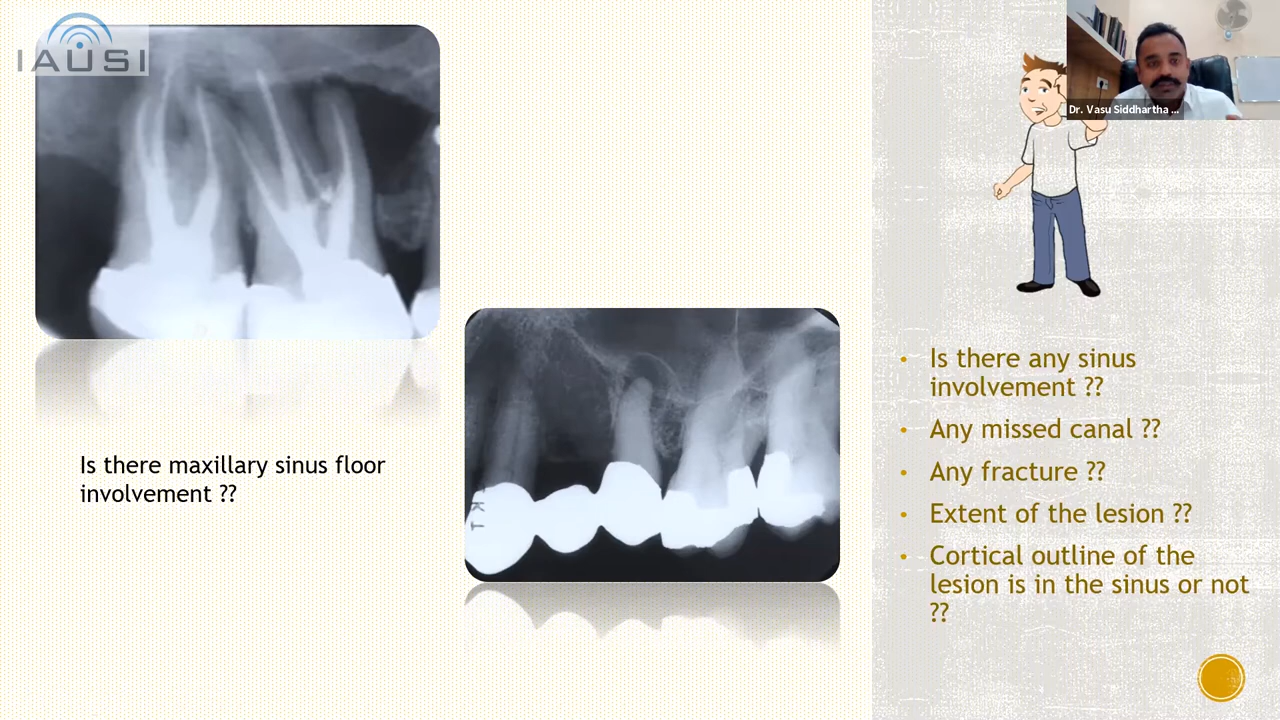 IAUSI
Dr. Vasu Siddhartha ...
Is there maxillary sinus floor
involvement ??
Is there any sinus
involvement ??
Any missed canal ??
Any fracture ??
Extent of the lesion ??
Cortical outline of the
lesion is in the sinus or not
??